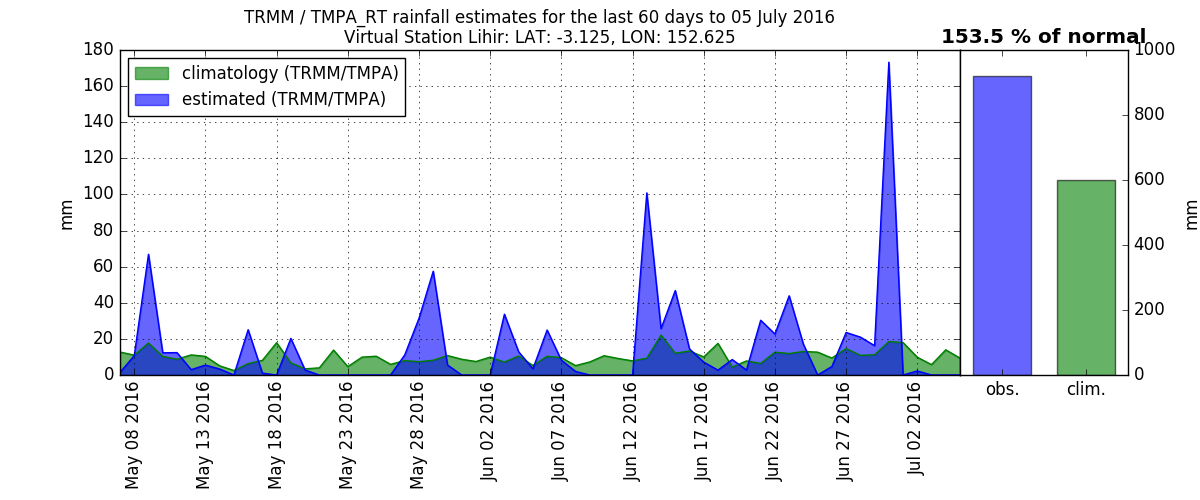 TRMM / TMPA_RT rainfall estimates for the last 60 days to 05 July 2016
Virtual Station Lihir: LAT: -3.125, LON: 152.625
153.5 % of normal
climatology (TRMM/TMPA)
estimated (TRMM/TMPA)
180
160
140
120
100
80
60
40
20
0
mm
May 08 2016
May 13 2016
May 18 2016
May 23 2016
May 28 2016
Jun 02 2016
Jun 07 2016
Jun 12 2016
Jun 17 2016
Jun 22 2016
Jun 27 2016
Jul 02 2016
1000
800
600
400
200
0
mm
obs.
clim.